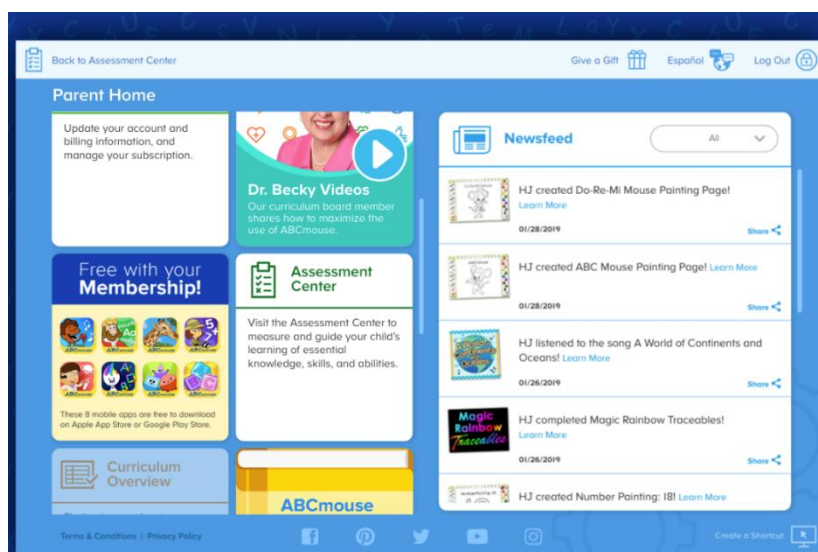 Back to Assessment Center
Give a Gift
Español
Log Out
Parent Home
Update your account and
billing information, and
manage your subscription.
Dr. Becky Videos
Our curriculum board member
shares how to maximize the
use of ABCmouse.
Free with your
Membership!
These 8 mobile apps are free to download
on Apple App Store or Google Play Store.
Assessment
Center
Visit the Assessment Center to
measure and guide your child's
learning of essential
knowledge, skills, and abilities.
Curriculum
Overview
ABCmouse
Newsfeed
All
HJ created Do-Re-Mi Mouse Painting Page!
Learn More
01/28/2019
Share
HJ created ABC Mouse Painting Page! Learn More
01/28/2019
Share
HJ listened to the song A World of Continents and
Oceans! Learn More
01/26/2019
Share
Magic
Rainbow
Traceables
HJ completed Magic Rainbow Traceables!
Learn More
01/26/2019
Share
HJ created Number Painting: 18! Learn More
Terms & Conditions | Privacy Policy
Create a Shortcut